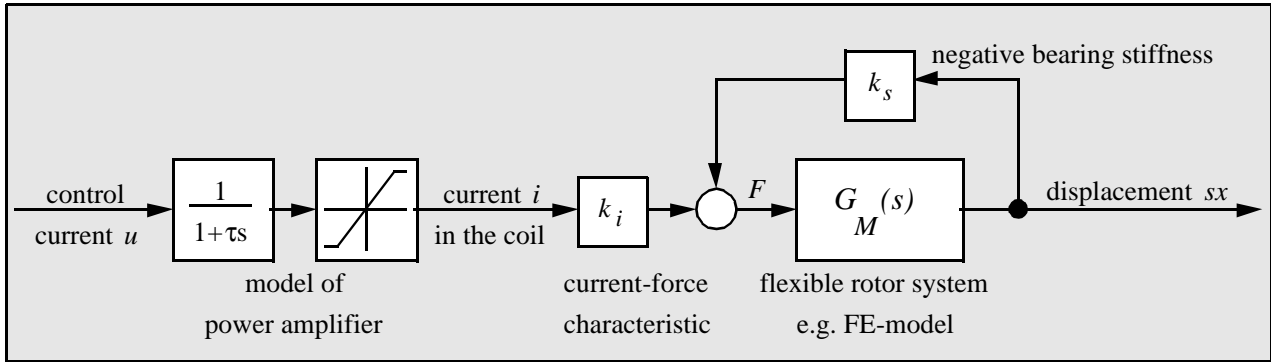 negative bearing stiffness
k_s
control
current u
1
1+τs
current i
in the coil
k_i
F
G_M(s)
displacement sx
model of
power amplifier
current-force
characteristic
flexible rotor system
e.g. FE-model